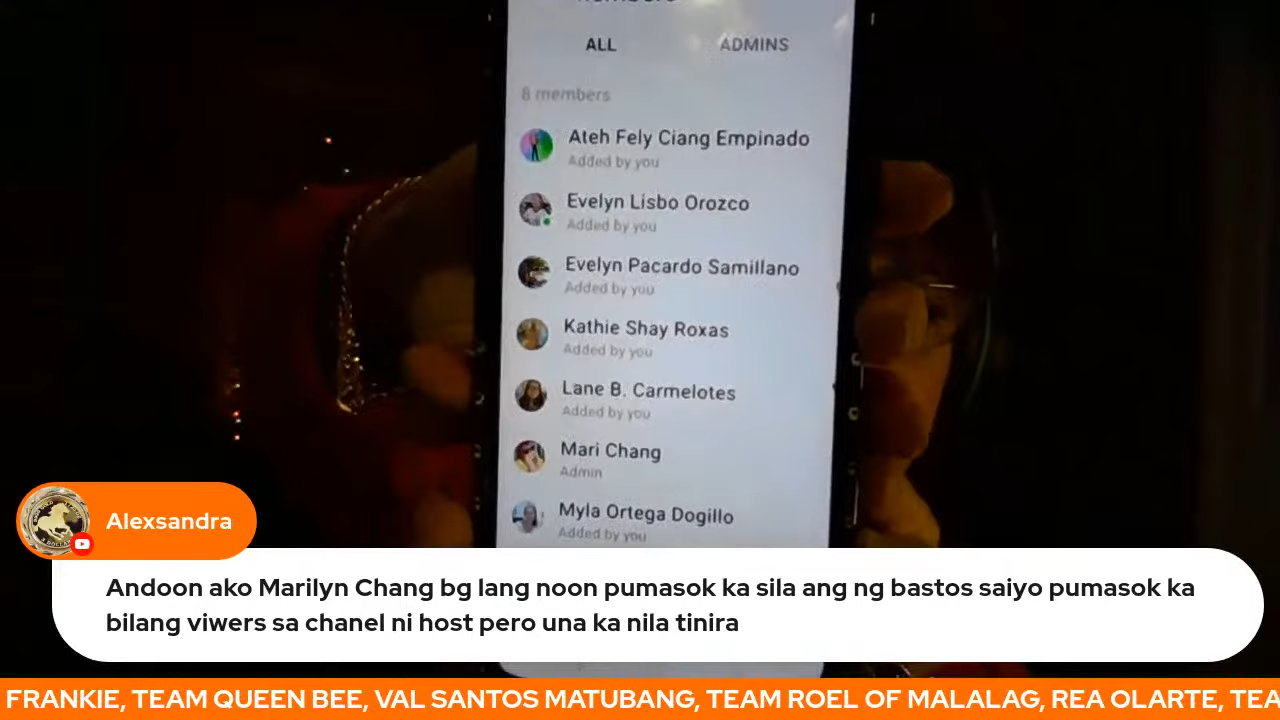 ALL ADMINS
8 members
Ateh Fely Ciang Empinado
Added by you
Evelyn Lisbo Orozco
Added by you
Evelyn Pacardo Samillano
Added by you
Kathie Shay Roxas
Added by you
Lane B. Carmelotes
Added by you
Mari Chang
Admin
Myla Ortega Dogillo
Added by you
Alexsandra
Andoon ako Marilyn Chang bg lang noon pumasok ka sila ang ng bastos saiyo pumasok ka
bilang viwers sa chanel ni host pero una ka nila tinira
FRANKIE, TEAM QUEEN BEE, VAL SANTOS MATUBANG, TEAM ROEL OF MALALAG, REA OLARTE, TEA